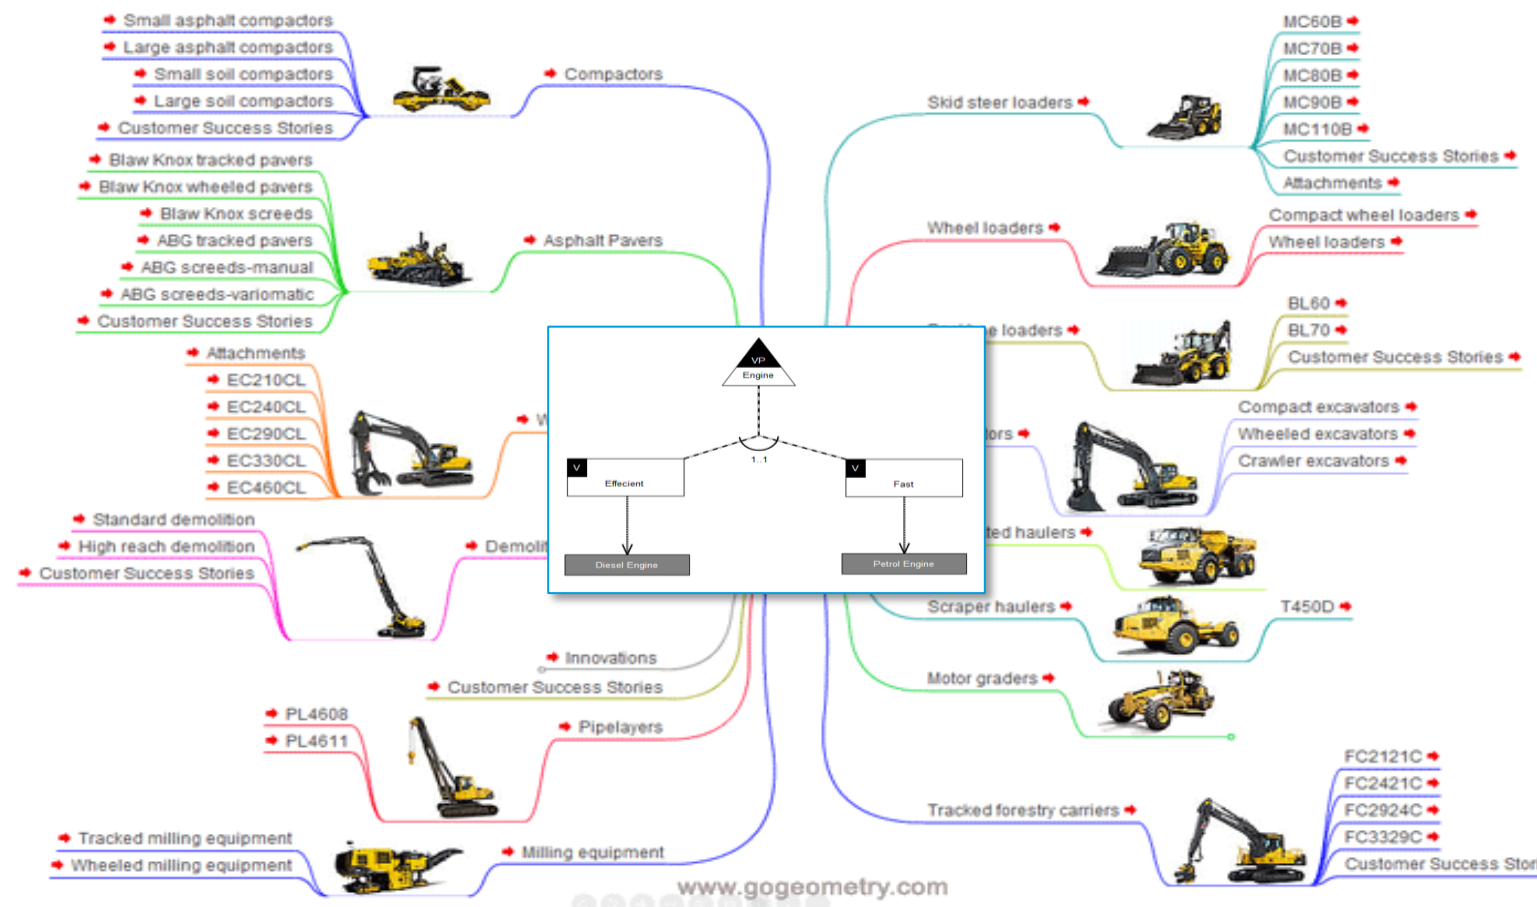 Small asphalt compactors
Large asphalt compactors
Small soil compactors
Large soil compactors
Customer Success Stories
Compactors
Blaw Knox tracked pavers
Blaw Knox wheeled pavers
Blaw Knox screeds
ABG tracked pavers
ABG screeds-manual
ABG screeds-variomatic
Customer Success Stories
Asphalt Pavers
Attachments
EC210CL
EC240CL
EC290CL
EC330CL
EC460CL
W
Standard demolition
High reach demolition
Customer Success Stories
Demolit
Innovations
Customer Success Stories
PL4608
PL4611
Pipelayers
Tracked milling equipment
Wheeled milling equipment
Milling equipment
VP
Engine
1..1
V
Effecient
V
Fast
Diesel Engine
Petrol Engine
Skid steer loaders
MC60B
MC70B
MC80B
MC90B
MC110B
Customer Success Stories
Attachments
Wheel loaders
Compact wheel loaders
Wheel loaders
loaders
BL60
BL70
Customer Success Stories
tors
Compact excavators
Wheeled excavators
Crawler excavators
ted haulers
Scraper haulers
T450D
Motor graders
Tracked forestry carriers
FC2121C
FC2421C
FC2924C
FC3329C
Customer Success Stor
www.gogeometry.com